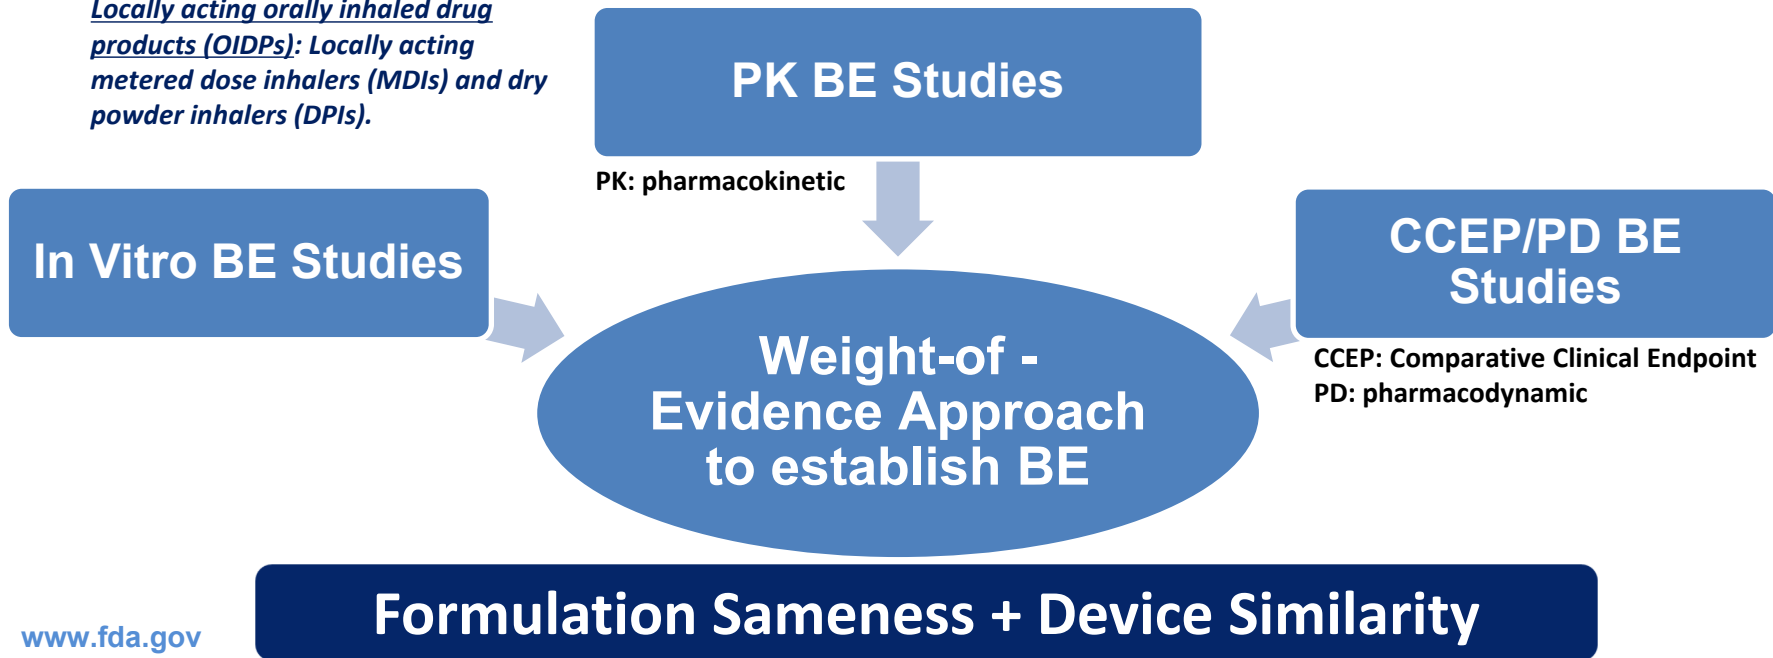 Locally acting orally inhaled drug
products (OIDPs): Locally acting
metered dose inhalers (MDIs) and dry
powder inhalers (DPIs).
PK BE Studies
PK: pharmacokinetic
In Vitro BE Studies
CCEP/PD BE
Studies
CCEP: Comparative Clinical Endpoint
PD: pharmacodynamic
Weight-of -
Evidence Approach
to establish BE
Formulation Sameness + Device Similarity
www.fda.gov